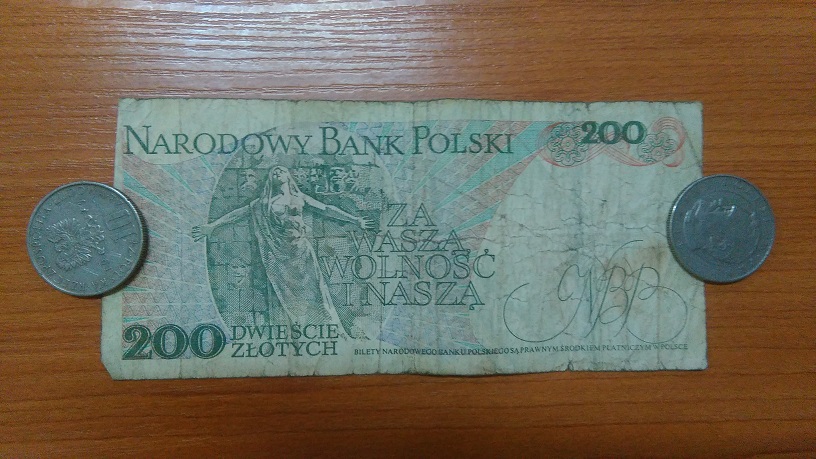 NARODOWY BANK POLSKI
200
ZA
WASZĄ
WOLNOŚĆ
I NASZĄ
NBP
200
DWIEŚCIE
ZŁOTYCH
BILETY NARODOWEGO BANKU POLSKIEGO SĄ PRAWNYM ŚRODKIEM PŁATNICZYM W POLSCE